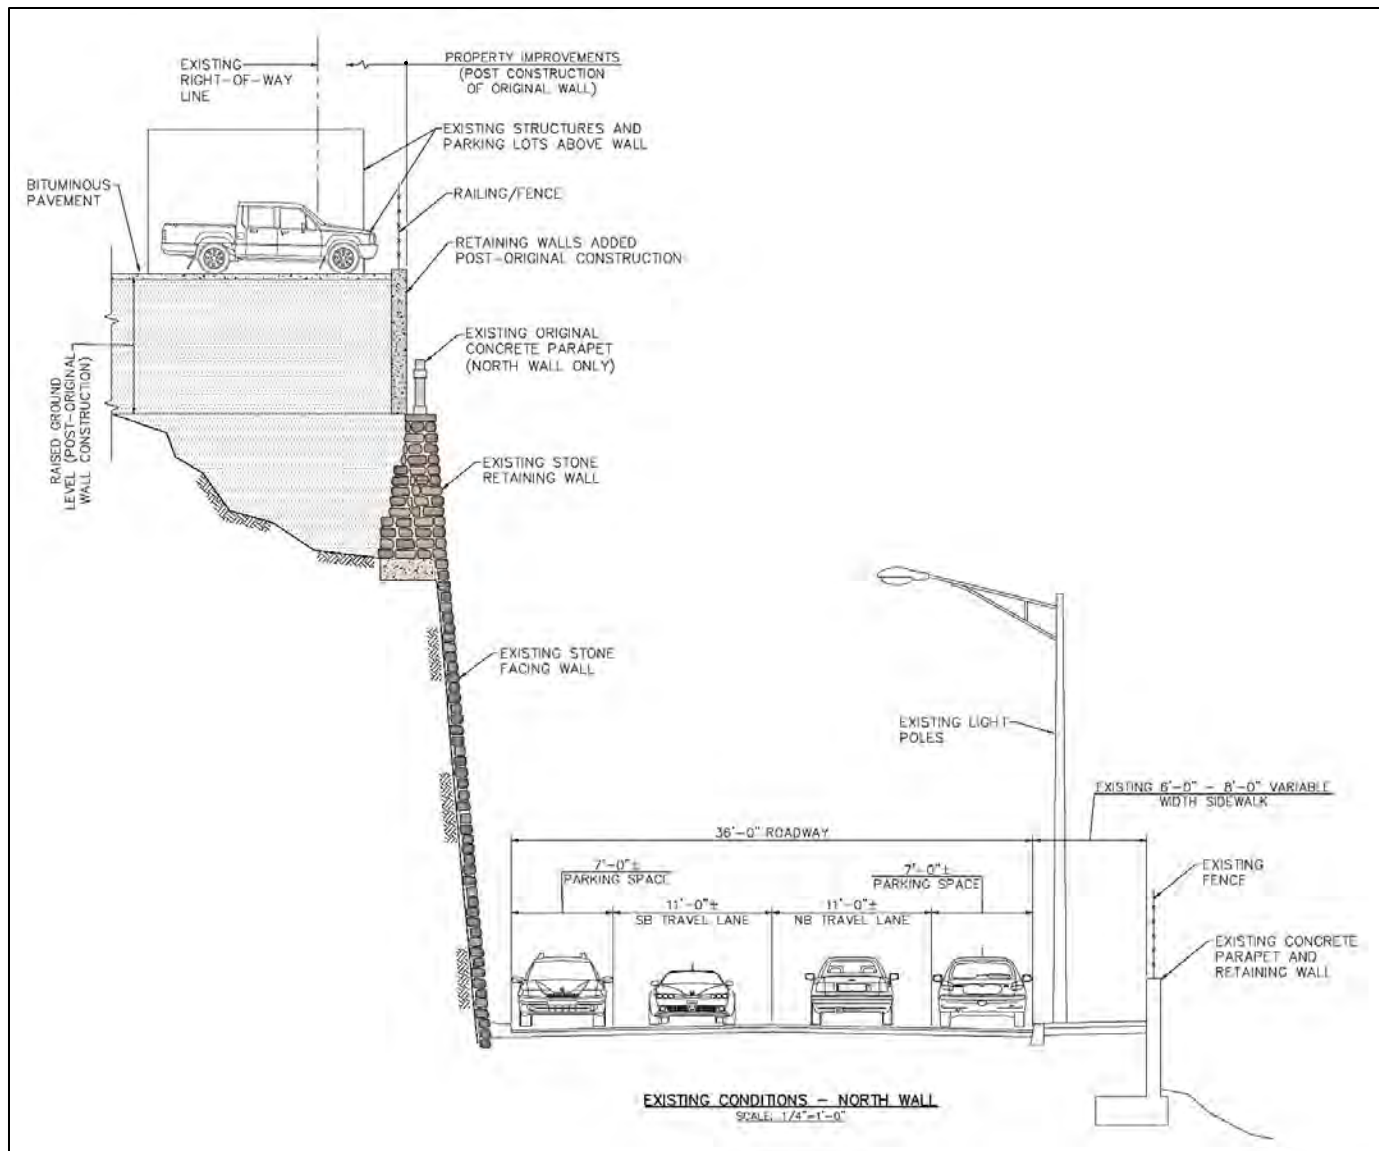 EXISTING
RIGHT-OF-WAY
LINE
PROPERTY IMPROVEMENTS
(POST CONSTRUCTION
OF ORIGINAL WALL)
EXISTING STRUCTURES AND
PARKING LOTS ABOVE WALL
BITUMINOUS
PAVEMENT
RAILING/FENCE
RETAINING WALLS ADDED
POST-ORIGINAL CONSTRUCTION
EXISTING ORIGINAL
CONCRETE PARAPET
(NORTH WALL ONLY)
RAISED GROUND
LEVEL (POST-ORIGINAL
WALL CONSTRUCTION)
EXISTING STONE
RETAINING WALL
EXISTING STONE
FACING WALL
EXISTING LIGHT
POLES
EXISTING 6'-0" - 8'-0" VARIABLE
WIDTH SIDEWALK
36'-0" ROADWAY
7'-0"±
PARKING SPACE
7'-0"±
PARKING SPACE
11'-0"±
SB TRAVEL LANE
11'-0"±
NB TRAVEL LANE
EXISTING
FENCE
EXISTING CONCRETE
PARAPET AND
RETAINING WALL
EXISTING CONDITIONS - NORTH WALL
SCALE: 1/4"=1'-0"